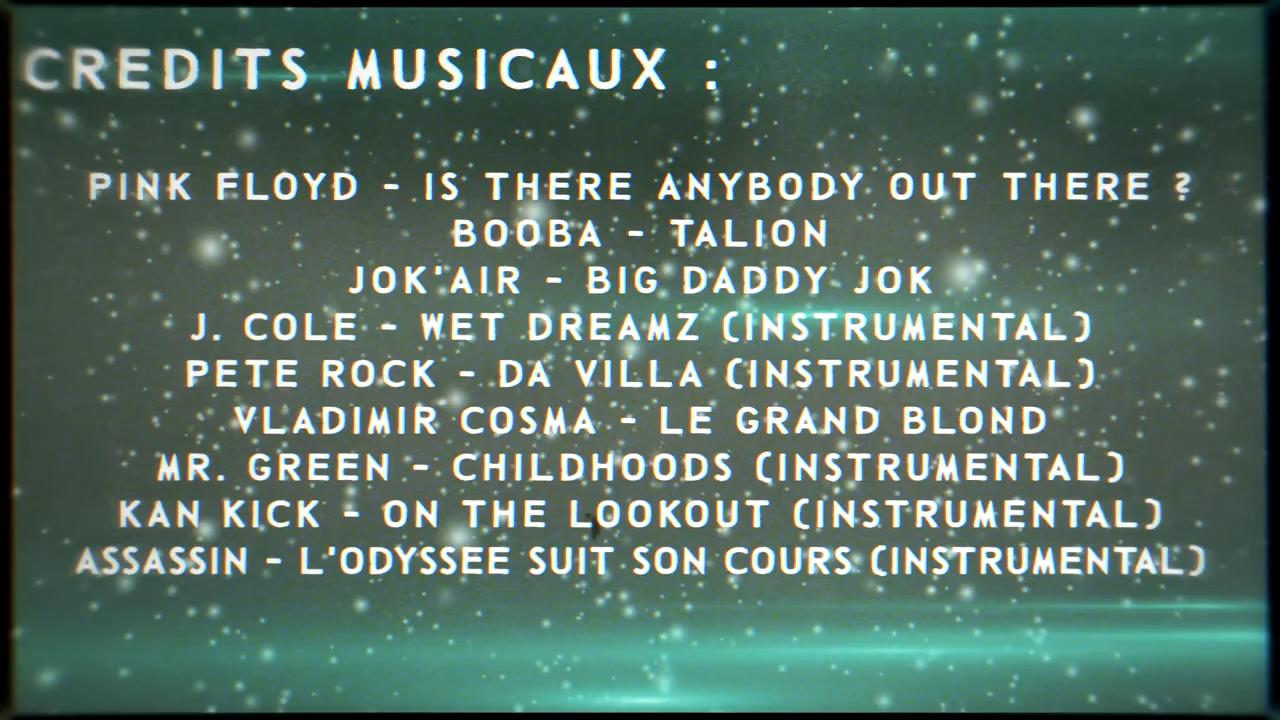 CREDITS MUSICAUX :
PINK FLOYD - IS THERE ANYBODY OUT THERE ?
BOOBA - TALION
JOK'AIR - BIG DADDY JOK
J. COLE - WET DREAMZ (INSTRUMENTAL)
PETE ROCK - DA VILLA (INSTRUMENTAL)
VLADIMIR COSMA - LE GRAND BLOND
MR. GREEN - CHILDHOODS (INSTRUMENTAL)
KAN KICK - ON THE LOOKOUT (INSTRUMENTAL)
ASSASSIN - L'ODYSSEE SUIT SON COURS (INSTRUMENTAL)